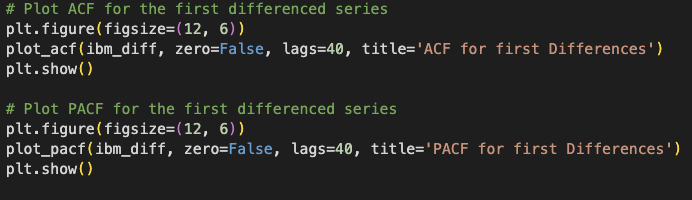 # Plot ACF for the first differenced series
plt.figure(figsize=(12, 6))
plot_acf(ibm_diff, zero=False, lags=40, title='ACF for first Differences')
plt.show()
# Plot PACF for the first differenced series
plt.figure(figsize=(12, 6))
plot_pacf(ibm_diff, zero=False, lags=40, title='PACF for first Differences')
plt.show()